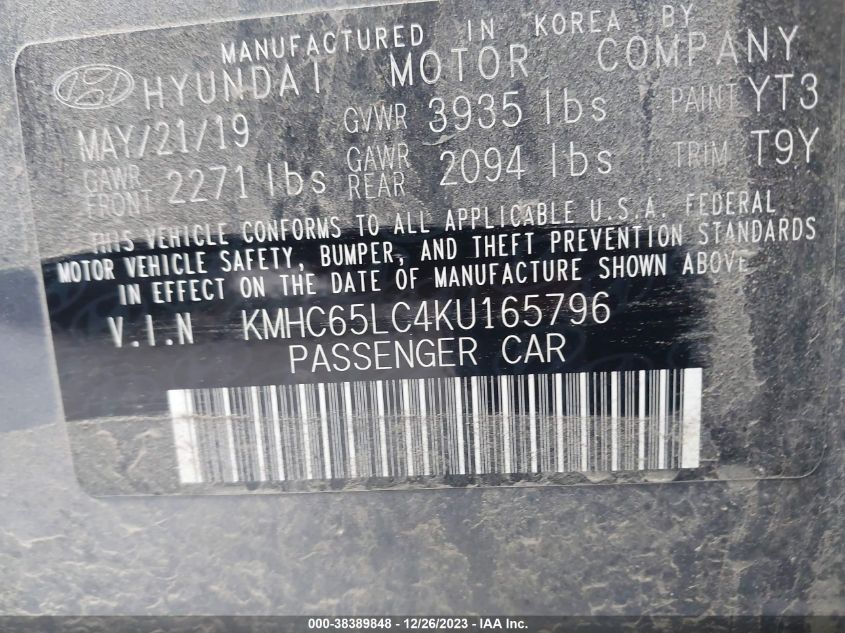 MANUFACTURED IN KOREA BY
HYUNDAI MOTOR COMPANY
MAY/21/19 GVWR 3935 lbs PAINT YT3
GAWR FRONT 2271 lbs GAWR REAR 2094 lbs TRIM T9Y
THIS VEHICLE CONFORMS TO ALL APPLICABLE U.S.A. FEDERAL
MOTOR VEHICLE SAFETY, BUMPER, AND THEFT PREVENTION STANDARDS
IN EFFECT ON THE DATE OF MANUFACTURE SHOWN ABOVE
V.I.N KMHC65LC4KU165796
PASSENGER CAR
000-38389848 - 12/26/2023 - IAA Inc.